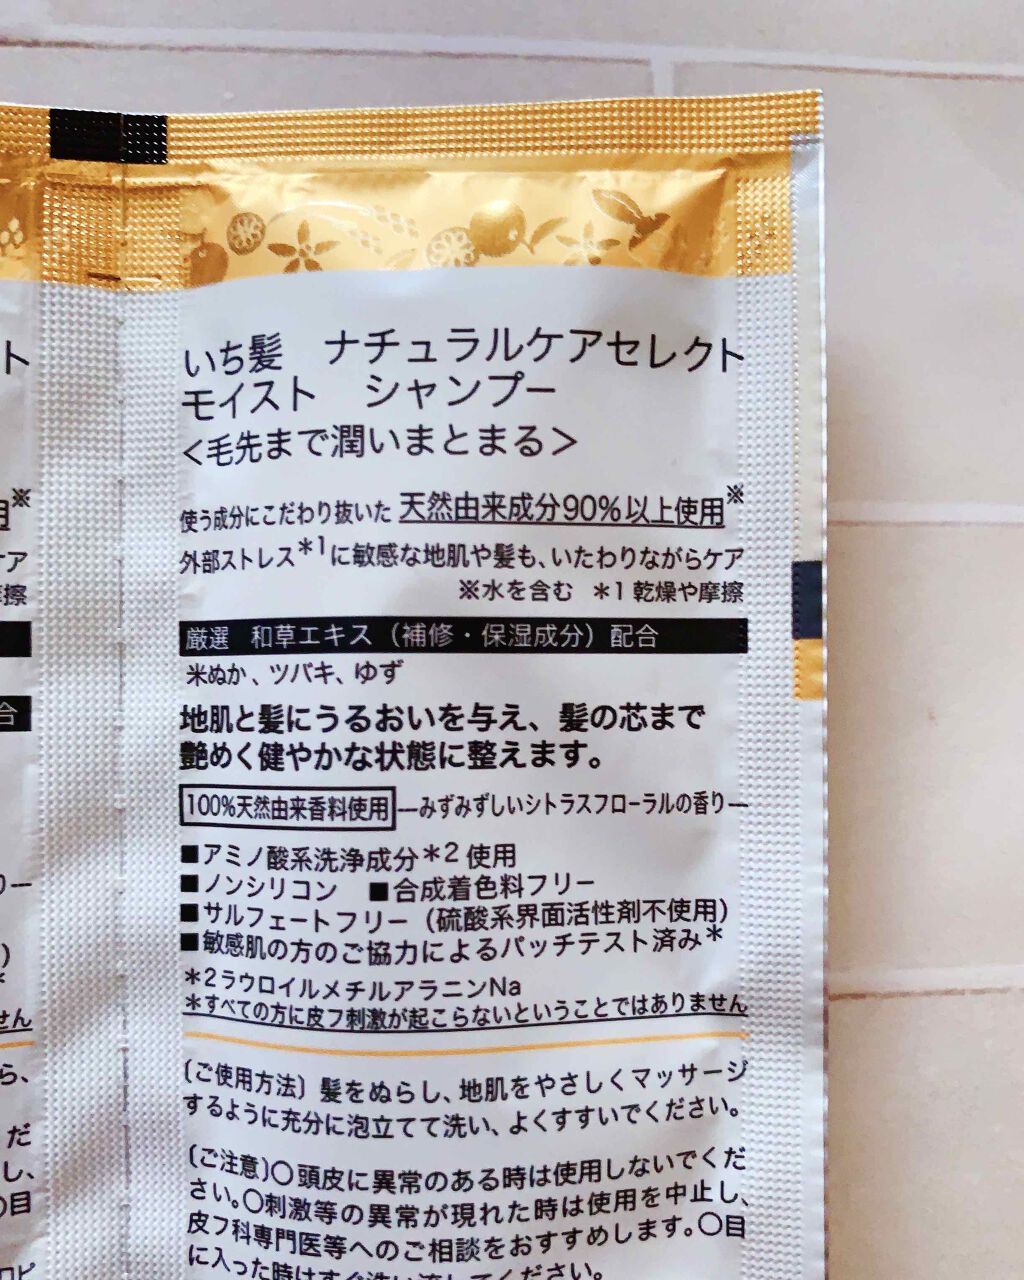 いち髪　ナチュラルケアセレクト
モイスト　シャンプー
＜毛先まで潤いまとまる＞
使う成分にこだわり抜いた 天然由来成分90%以上使用※
外部ストレス*1に敏感な地肌や髪も、いたわりながらケア
※水を含む　*1 乾燥や摩擦
厳選　和草エキス（補修・保湿成分）配合
米ぬか、ツバキ、ゆず
地肌と髪にうるおいを与え、髪の芯まで
艶めく健やかな状態に整えます。
100%天然由来香料使用 ―みずみずしいシトラスフローラルの香り―
■アミノ酸系洗浄成分*2 使用
■ノンシリコン　■合成着色料フリー
■サルフェートフリー（硫酸系界面活性剤不使用）
■敏感肌の方のご協力によるパッチテスト済み*
*2ラウロイルメチルアラニンNa
*すべての方に皮フ刺激が起こらないということではありません
〔ご使用方法〕髪をぬらし、地肌をやさしくマッサージ
するように充分に泡立てて洗い、よくすすいでください。
〔ご注意〕○頭皮に異常のある時は使用しないでくだ
さい。○刺激等の異常が現れた時は使用を中止し、
皮フ科専門医等へのご相談をおすすめします。○目
に入った時はすぐ洗い流してください。